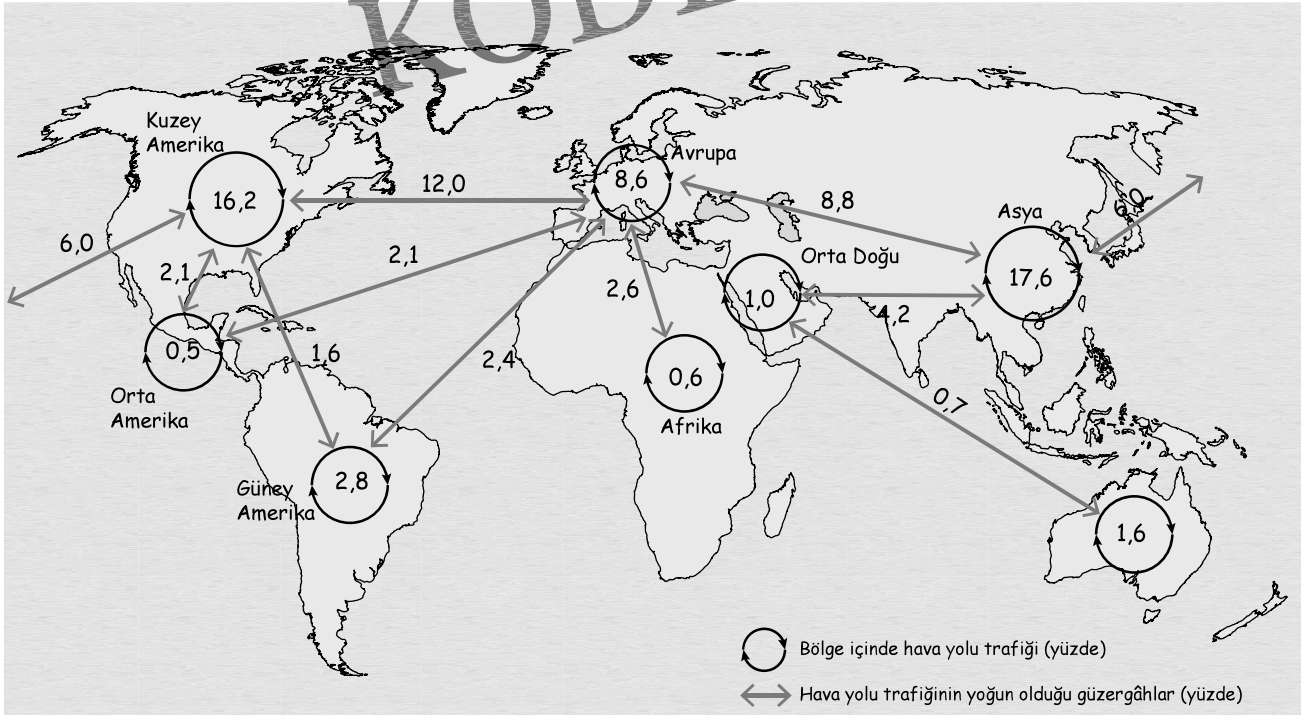 KODE
Kuzey
Amerika
16,2
12,0
8,6
Avrupa
8,8
6,0
Asya
17,6
6,0
2,1
2,1
Orta Doğu
1,0
4,2
2,6
0,5
1,6
2,4
0,6
0,7
Orta
Amerika
Afrika
Güney
Amerika
2,8
1,6
Bölge içinde hava yolu trafiği (yüzde)
Hava yolu trafiğinin yoğun olduğu güzergâhlar (yüzde)